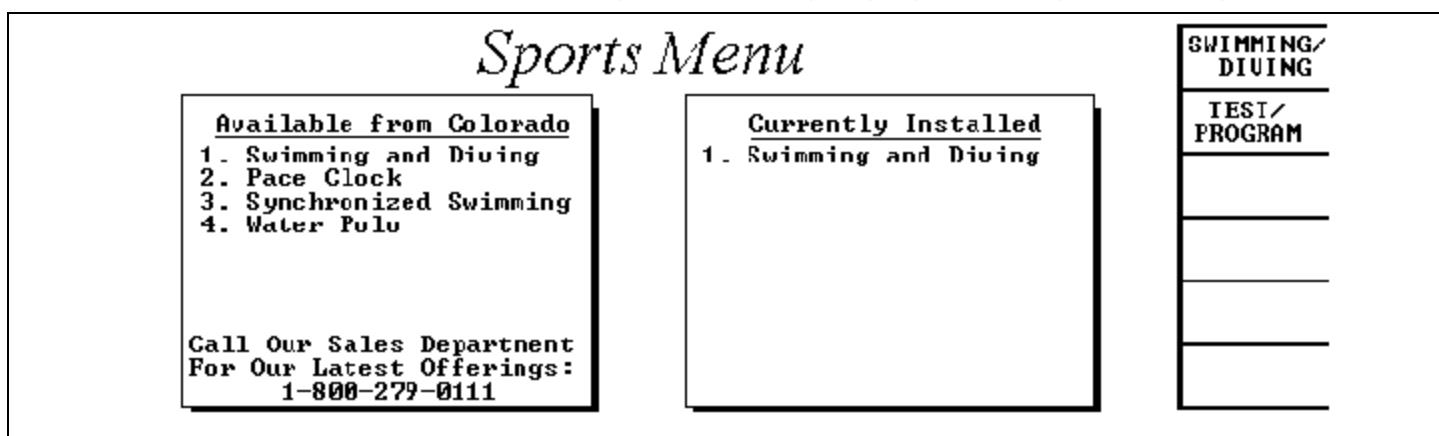 Sports Menu
Available from Colorado
1. Swimming and Diving
2. Pace Clock
3. Synchronized Swimming
4. Water Polo
Call Our Sales Department
For Our Latest Offerings:
1-800-279-0111
Currently Installed
1. Swimming and Diving
SWIMMING/
DIVING
TEST/
PROGRAM